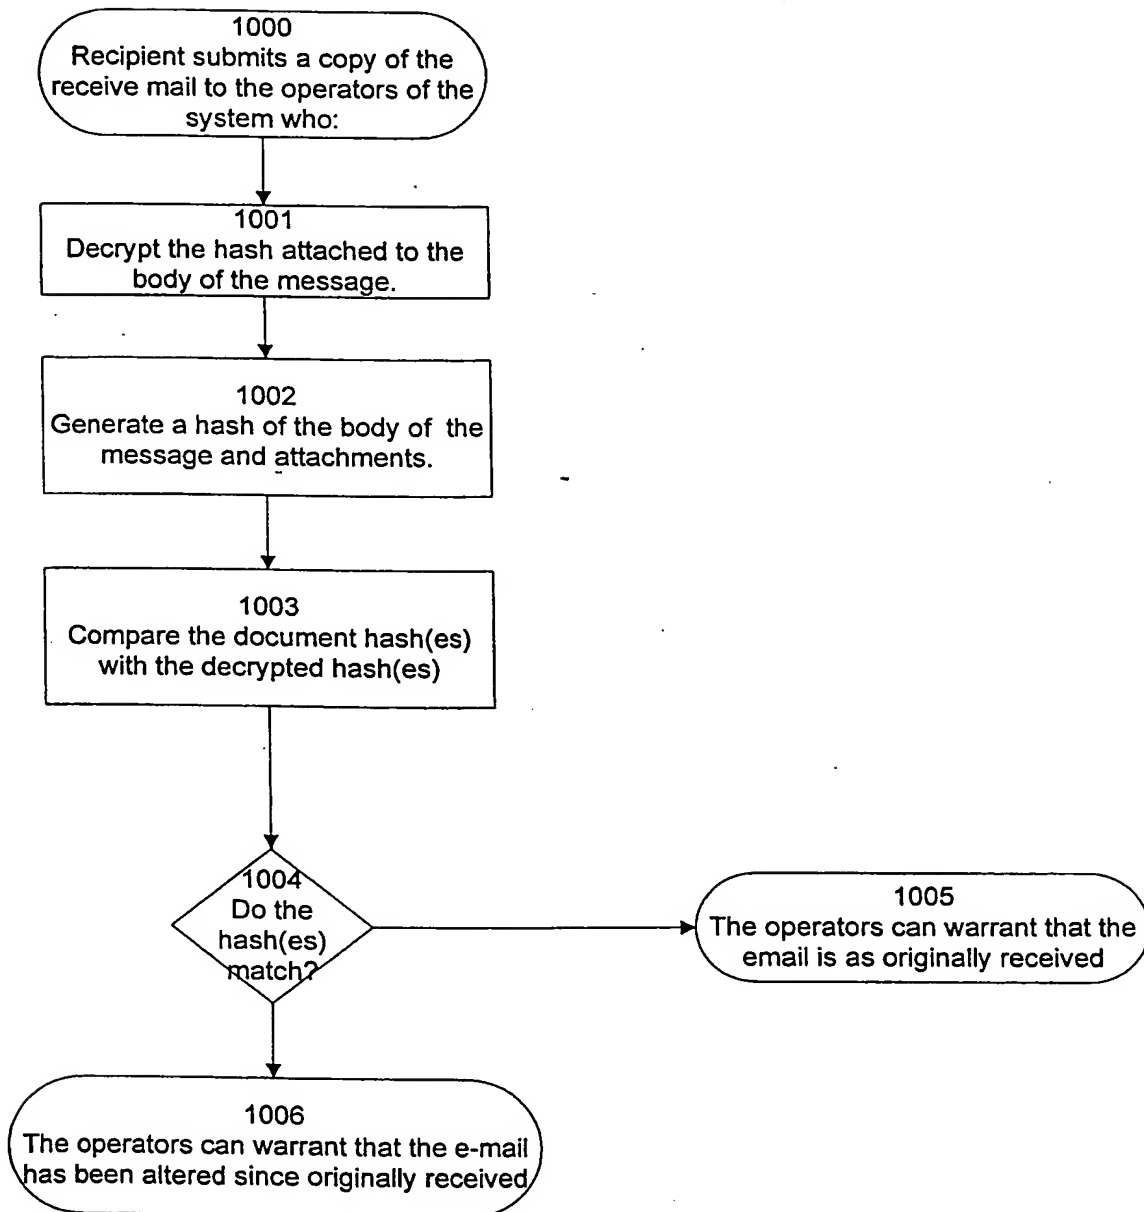 1000
Recipient submits a copy of the
receive mail to the operators of the
system who:
1001
Decrypt the hash attached to the
body of the message.
1002
Generate a hash of the body of the
message and attachments.
1003
Compare the document hash(es)
with the decrypted hash(es)
1004
Do the
hash(es)
match?
1005
The operators can warrant that the
email is as originally received
1006
The operators can warrant that the e-mail
has been altered since originally received